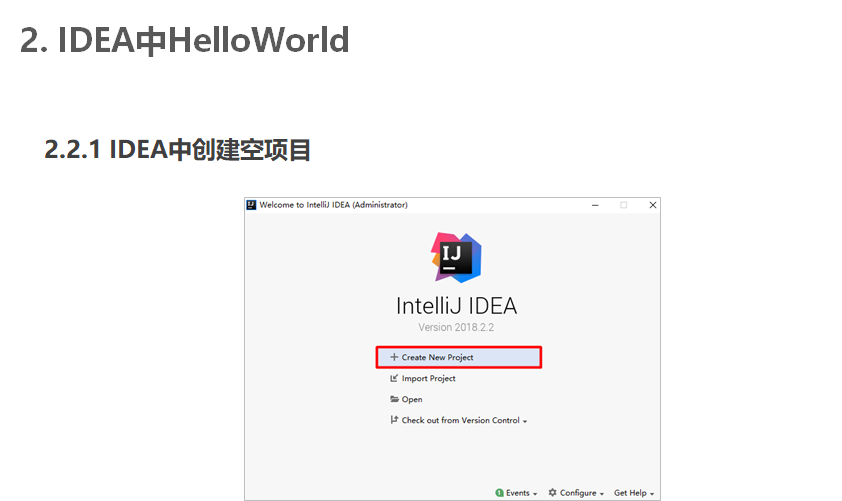 2. IDEA中HelloWorld
2.2.1 IDEA中创建空项目
Welcome to IntelliJ IDEA (Administrator)
IJ
IntelliJ IDEA
Version 2018.2.2
Create New Project
Import Project
Open
Check out from Version Control
1 Events Configure Get Help